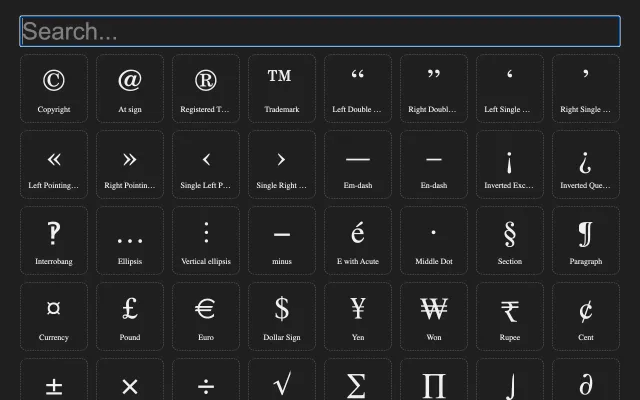 Search...
© @ ® ™ “ ” ‘ ’
Copyright At sign Registered T... Trademark Left Double ... Right Doubl... Left Single ... Right Single ...
« » ‹ › — – ¡ ¿
Left Pointing... Right Pointin... Single Left P... Single Right ... Em-dash En-dash Inverted Exc... Inverted Que...
‽ … ⋮ − é · § ¶
Interrobang Ellipsis Vertical ellipsis minus E with Acute Middle Dot Section Paragraph
¤ £ € $ ¥ ₩ ₹ ¢
Currency Pound Euro Dollar Sign Yen Won Rupee Cent
± × ÷ √ ∑ ∏ ∫ ∂